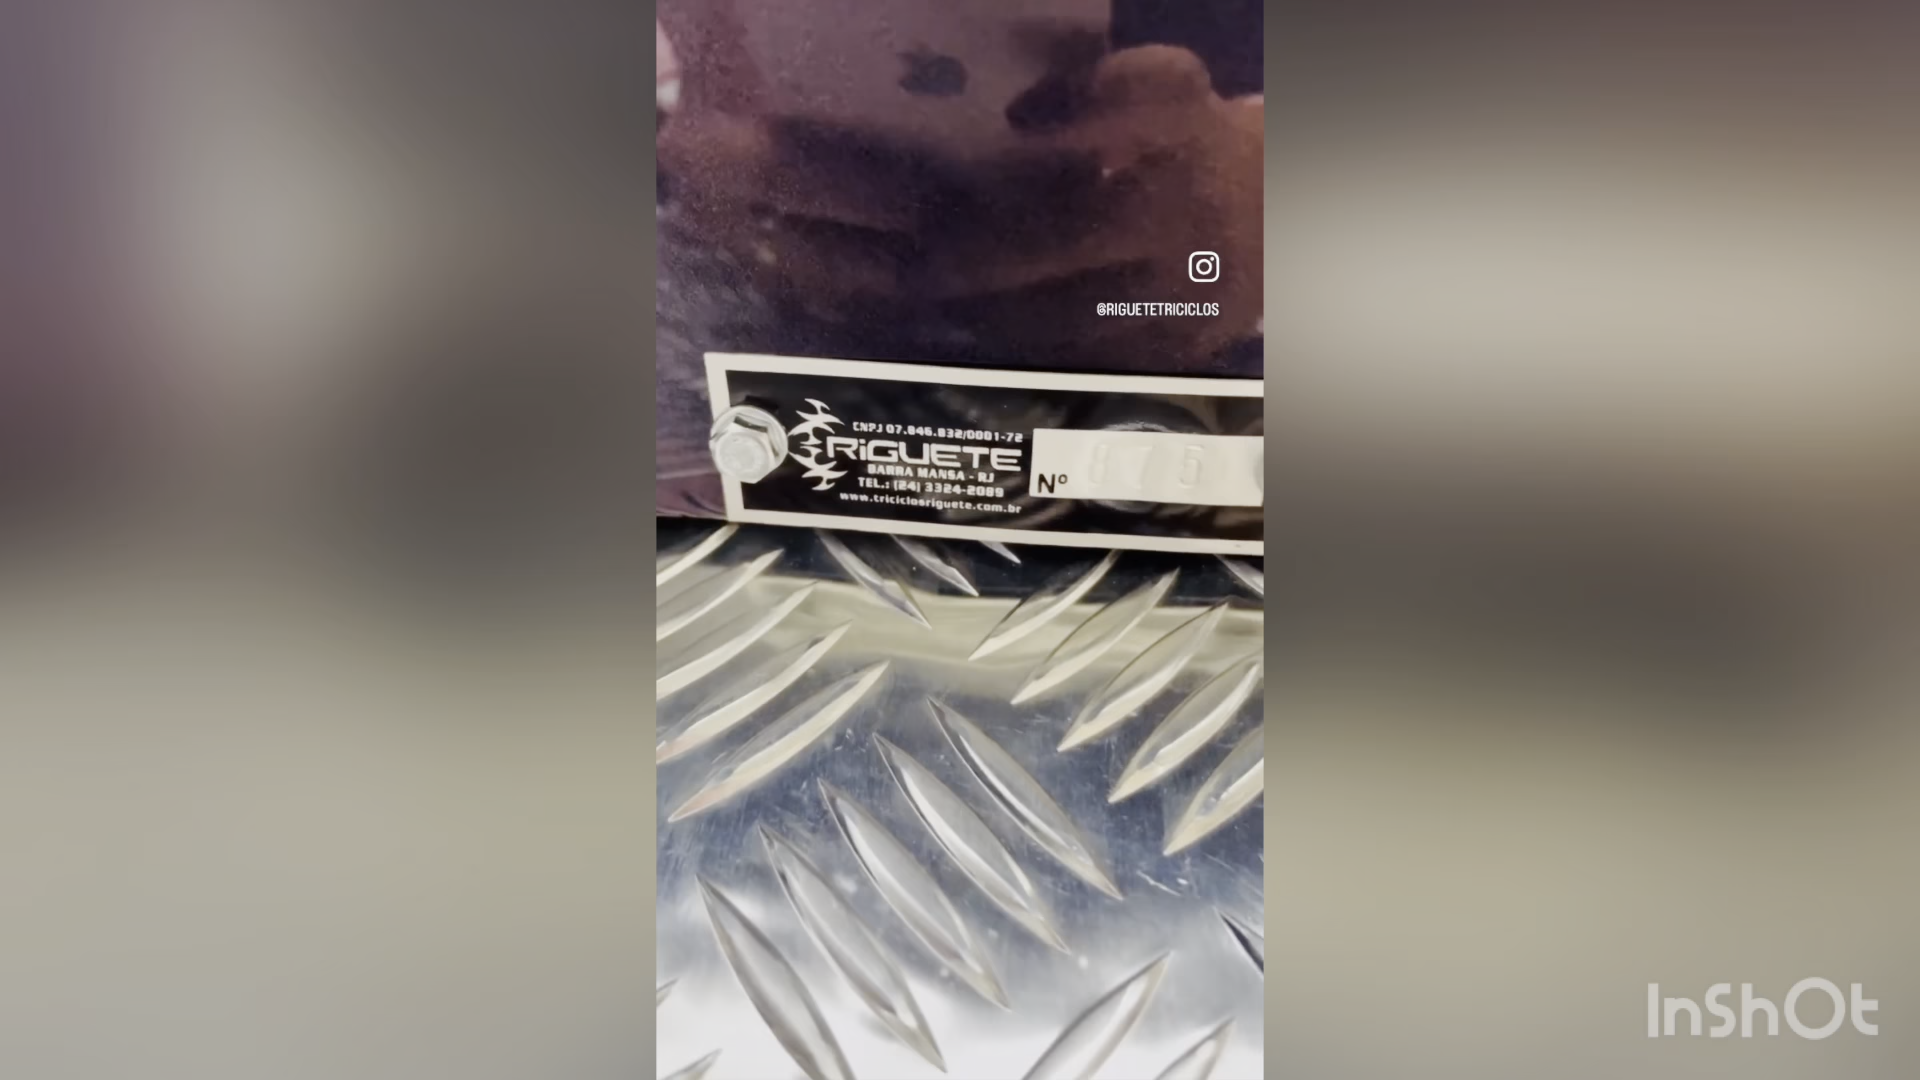 @RIGUETETRICICLOS
CNPJ 07.846.832/0001-72
RiGUETE
BARRA MANSA - RJ
TEL.: (24) 3324-2089
www.triciclosriguete.com.br
Nº 875
InShOt